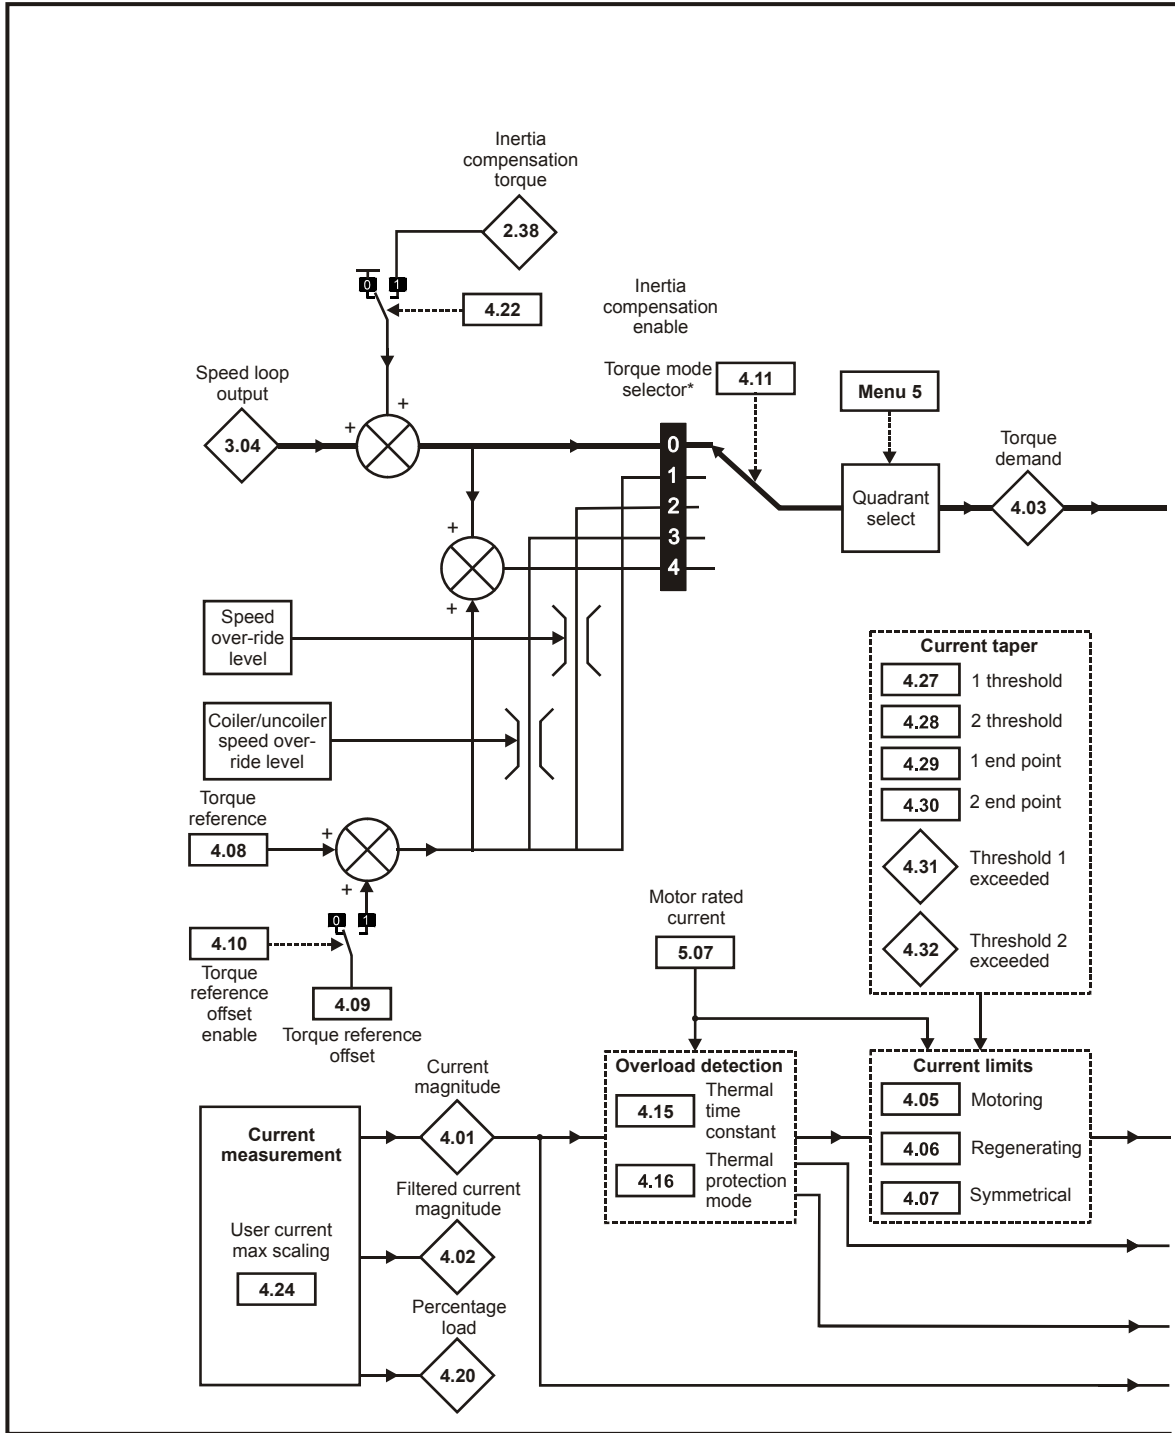 Inertia
compensation
torque
2.38
0 1
4.22
Inertia
compensation
enable
Speed loop
output
3.04
+
+
Torque mode
selector*
4.11
0
1
2
3
4
Menu 5
Quadrant
select
Torque
demand
4.03
+
+
Speed
over-ride
level
Coiler/uncoiler
speed over-
ride level
Torque
reference
4.08
+
+
0 1
4.10
Torque
reference
offset
enable
4.09
Torque reference
offset
Current taper
4.27 1 threshold
4.28 2 threshold
4.29 1 end point
4.30 2 end point
4.31 Threshold 1
exceeded
4.32 Threshold 2
exceeded
Motor rated
current
5.07
Current
measurement
User current
max scaling
4.24
Current
magnitude
4.01
Filtered current
magnitude
4.02
Percentage
load
4.20
Overload detection
4.15 Thermal
time
constant
4.16 Thermal
protection
mode
Current limits
4.05 Motoring
4.06 Regenerating
4.07 Symmetrical